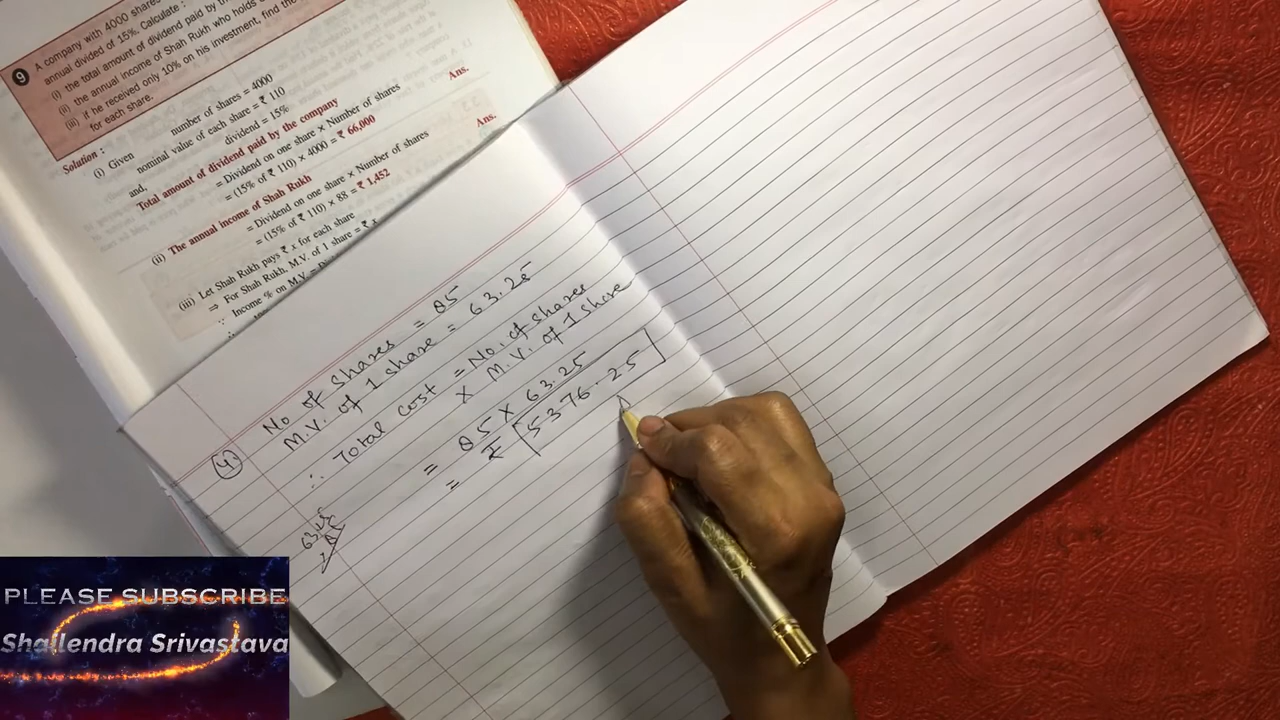 9 A company with 4000 shares
annual divided of 15%. Calculate :
(i) the total amount of dividend paid by
(ii) the annual income of Shah Rukh who holds
(iii) if he received only 10% on his investment, find the
for each share.
Solution :
(i) Given number of shares = 4000 Ans.
nominal value of each share = ₹ 110
and, dividend = 15%
Total amount of dividend paid by the company
= Dividend on one share × Number of shares
= (15% of ₹ 110) × 4000 = ₹ 66,000 Ans.
(ii) The annual income of Shah Rukh
= Dividend on one share × Number of shares
= (15% of ₹ 110) × 88 = ₹ 1,452
(iii) Let Shah Rukh pays ₹ x for each share
⇒ For Shah Rukh, M.V. of 1 share = ₹ x
∵ Income % on M.V. =
(4) No of shares = 85
M.V. of 1 share = 63.25
∴ Total cost = No. of shares
× M.V. of 1 share
= 85 × 63.25
= ₹ 5376.25
63.25
PLEASE SUBSCRIBE
Shailendra Srivastava